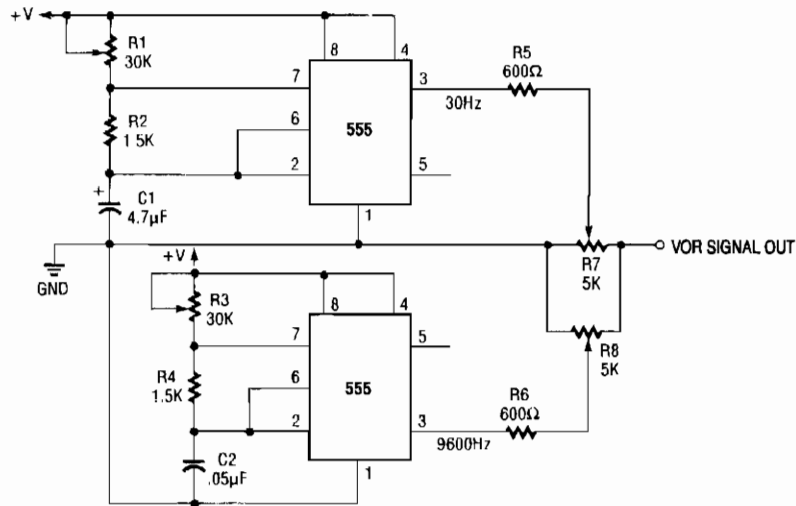 +V
R1
30K
8
4
R5
600Ω
7
3
30Hz
R2
1 5K
6
555
2
5
+
C1
4.7µF
1
VOR SIGNAL OUT
GND
+V
R7
5K
R3
30K
8
4
7
5
R8
5K
R4
1.5K
6
555
R6
600Ω
2
3
9600Hz
C2
.05µF
1